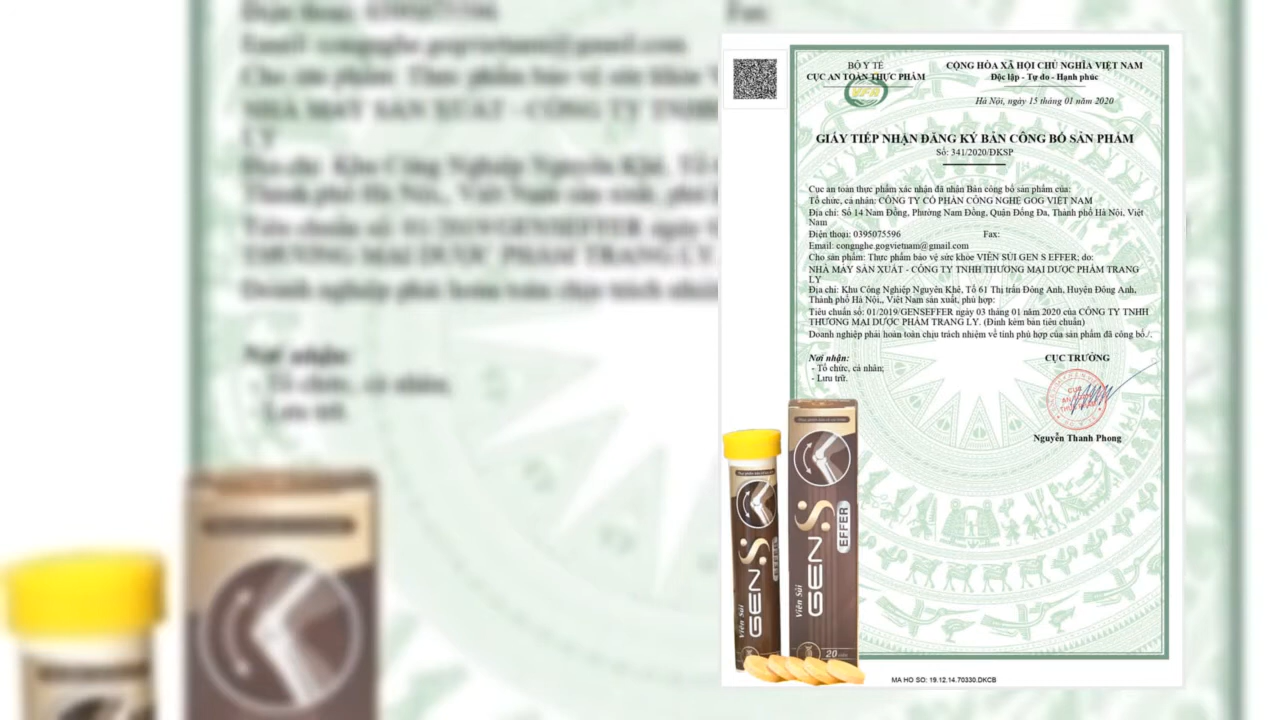 BỘ Y TẾ
CỤC AN TOÀN THỰC PHẨM
VFA
CỘNG HÒA XÃ HỘI CHỦ NGHĨA VIỆT NAM
Độc lập - Tự do - Hạnh phúc
Hà Nội, ngày 15 tháng 01 năm 2020
GIẤY TIẾP NHẬN ĐĂNG KÝ BẢN CÔNG BỐ SẢN PHẨM
Số: 341/2020/ĐKSP
Cục an toàn thực phẩm xác nhận đã nhận Bản công bố sản phẩm của:
Tổ chức, cá nhân: CÔNG TY CỔ PHẦN CÔNG NGHỆ GOG VIỆT NAM
Địa chỉ: Số 14 Nam Đồng, Phường Nam Đồng, Quận Đống Đa, Thành phố Hà Nội, Việt
Nam
Điện thoại: 0395075596 Fax:
Email: congnghe.gogvietnam@gmail.com
Cho sản phẩm: Thực phẩm bảo vệ sức khỏe VIÊN SỦI GEN S EFFER; do:
NHÀ MÁY SẢN XUẤT - CÔNG TY TNHH THƯƠNG MẠI DƯỢC PHẨM TRANG
LY
Địa chỉ: Khu Công Nghiệp Nguyên Khê, Tổ 61 Thị trấn Đông Anh, Huyện Đông Anh,
Thành phố Hà Nội,, Việt Nam sản xuất, phù hợp:
Tiêu chuẩn số: 01/2019/GENSEFFER ngày 03 tháng 01 năm 2020 của CÔNG TY TNHH
THƯƠNG MẠI DƯỢC PHẨM TRANG LY. (Đính kèm bản tiêu chuẩn)
Doanh nghiệp phải hoàn toàn chịu trách nhiệm về tính phù hợp của sản phẩm đã công bố./.
Nơi nhận:
- Tổ chức, cá nhân;
- Lưu trữ.
CỤC TRƯỞNG
CỤC
AN TOÀN
THỰC PHẨM
Nguyễn Thanh Phong
Viên Sủi
GEN S
EFFER
Viên Sủi
GEN S
EFFER
20
MA HO SO: 19.12.14.70330.DKCB